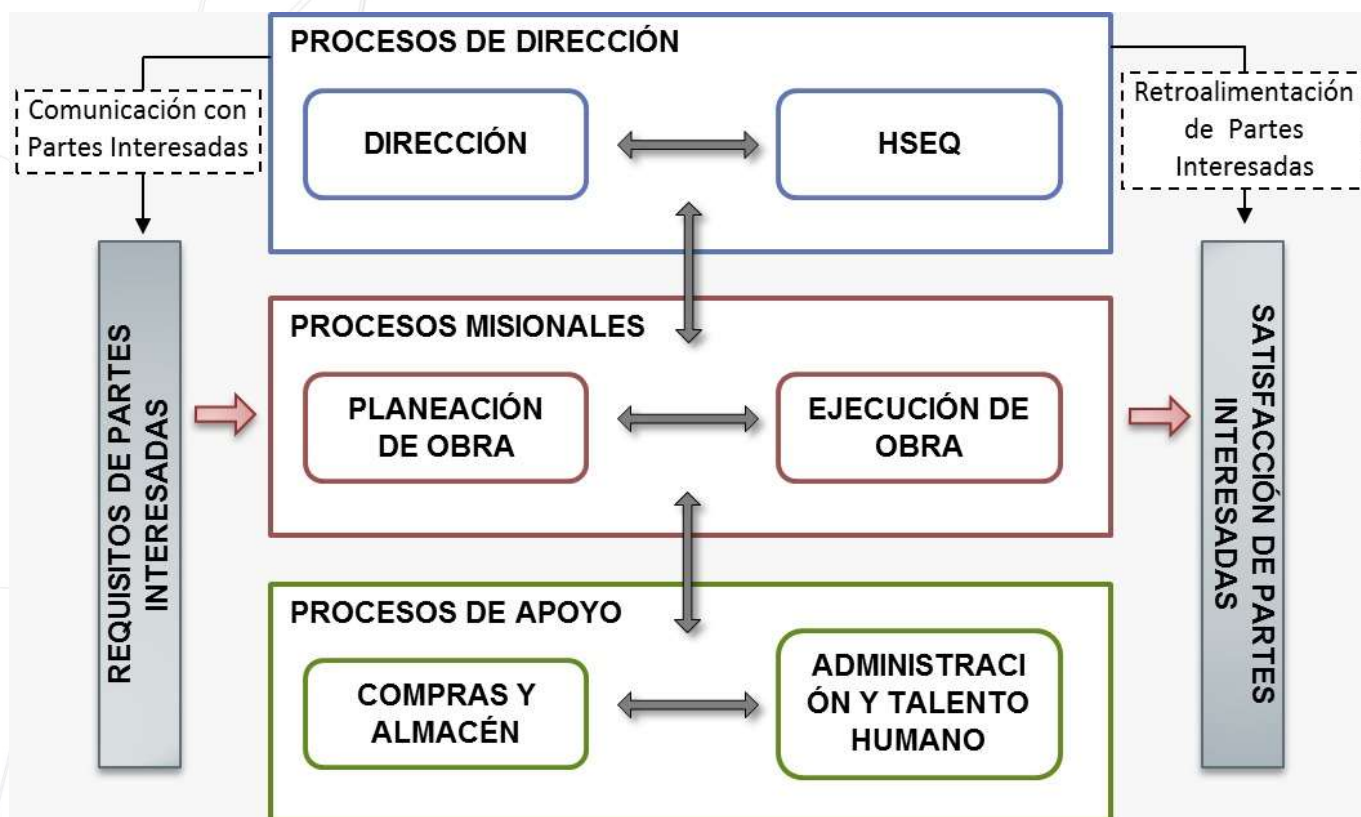 PROCESOS DE DIRECCIÓN
Comunicación con
Partes Interesadas
DIRECCIÓN
HSEQ
Retroalimentación
de Partes
Interesadas
REQUISITOS DE PARTES
INTERESADAS
PROCESOS MISIONALES
PLANEACIÓN
DE OBRA
EJECUCIÓN DE
OBRA
SATISFACCIÓN DE PARTES
INTERESADAS
PROCESOS DE APOYO
COMPRAS Y
ALMACÉN
ADMINISTRACI
ÓN Y TALENTO
HUMANO